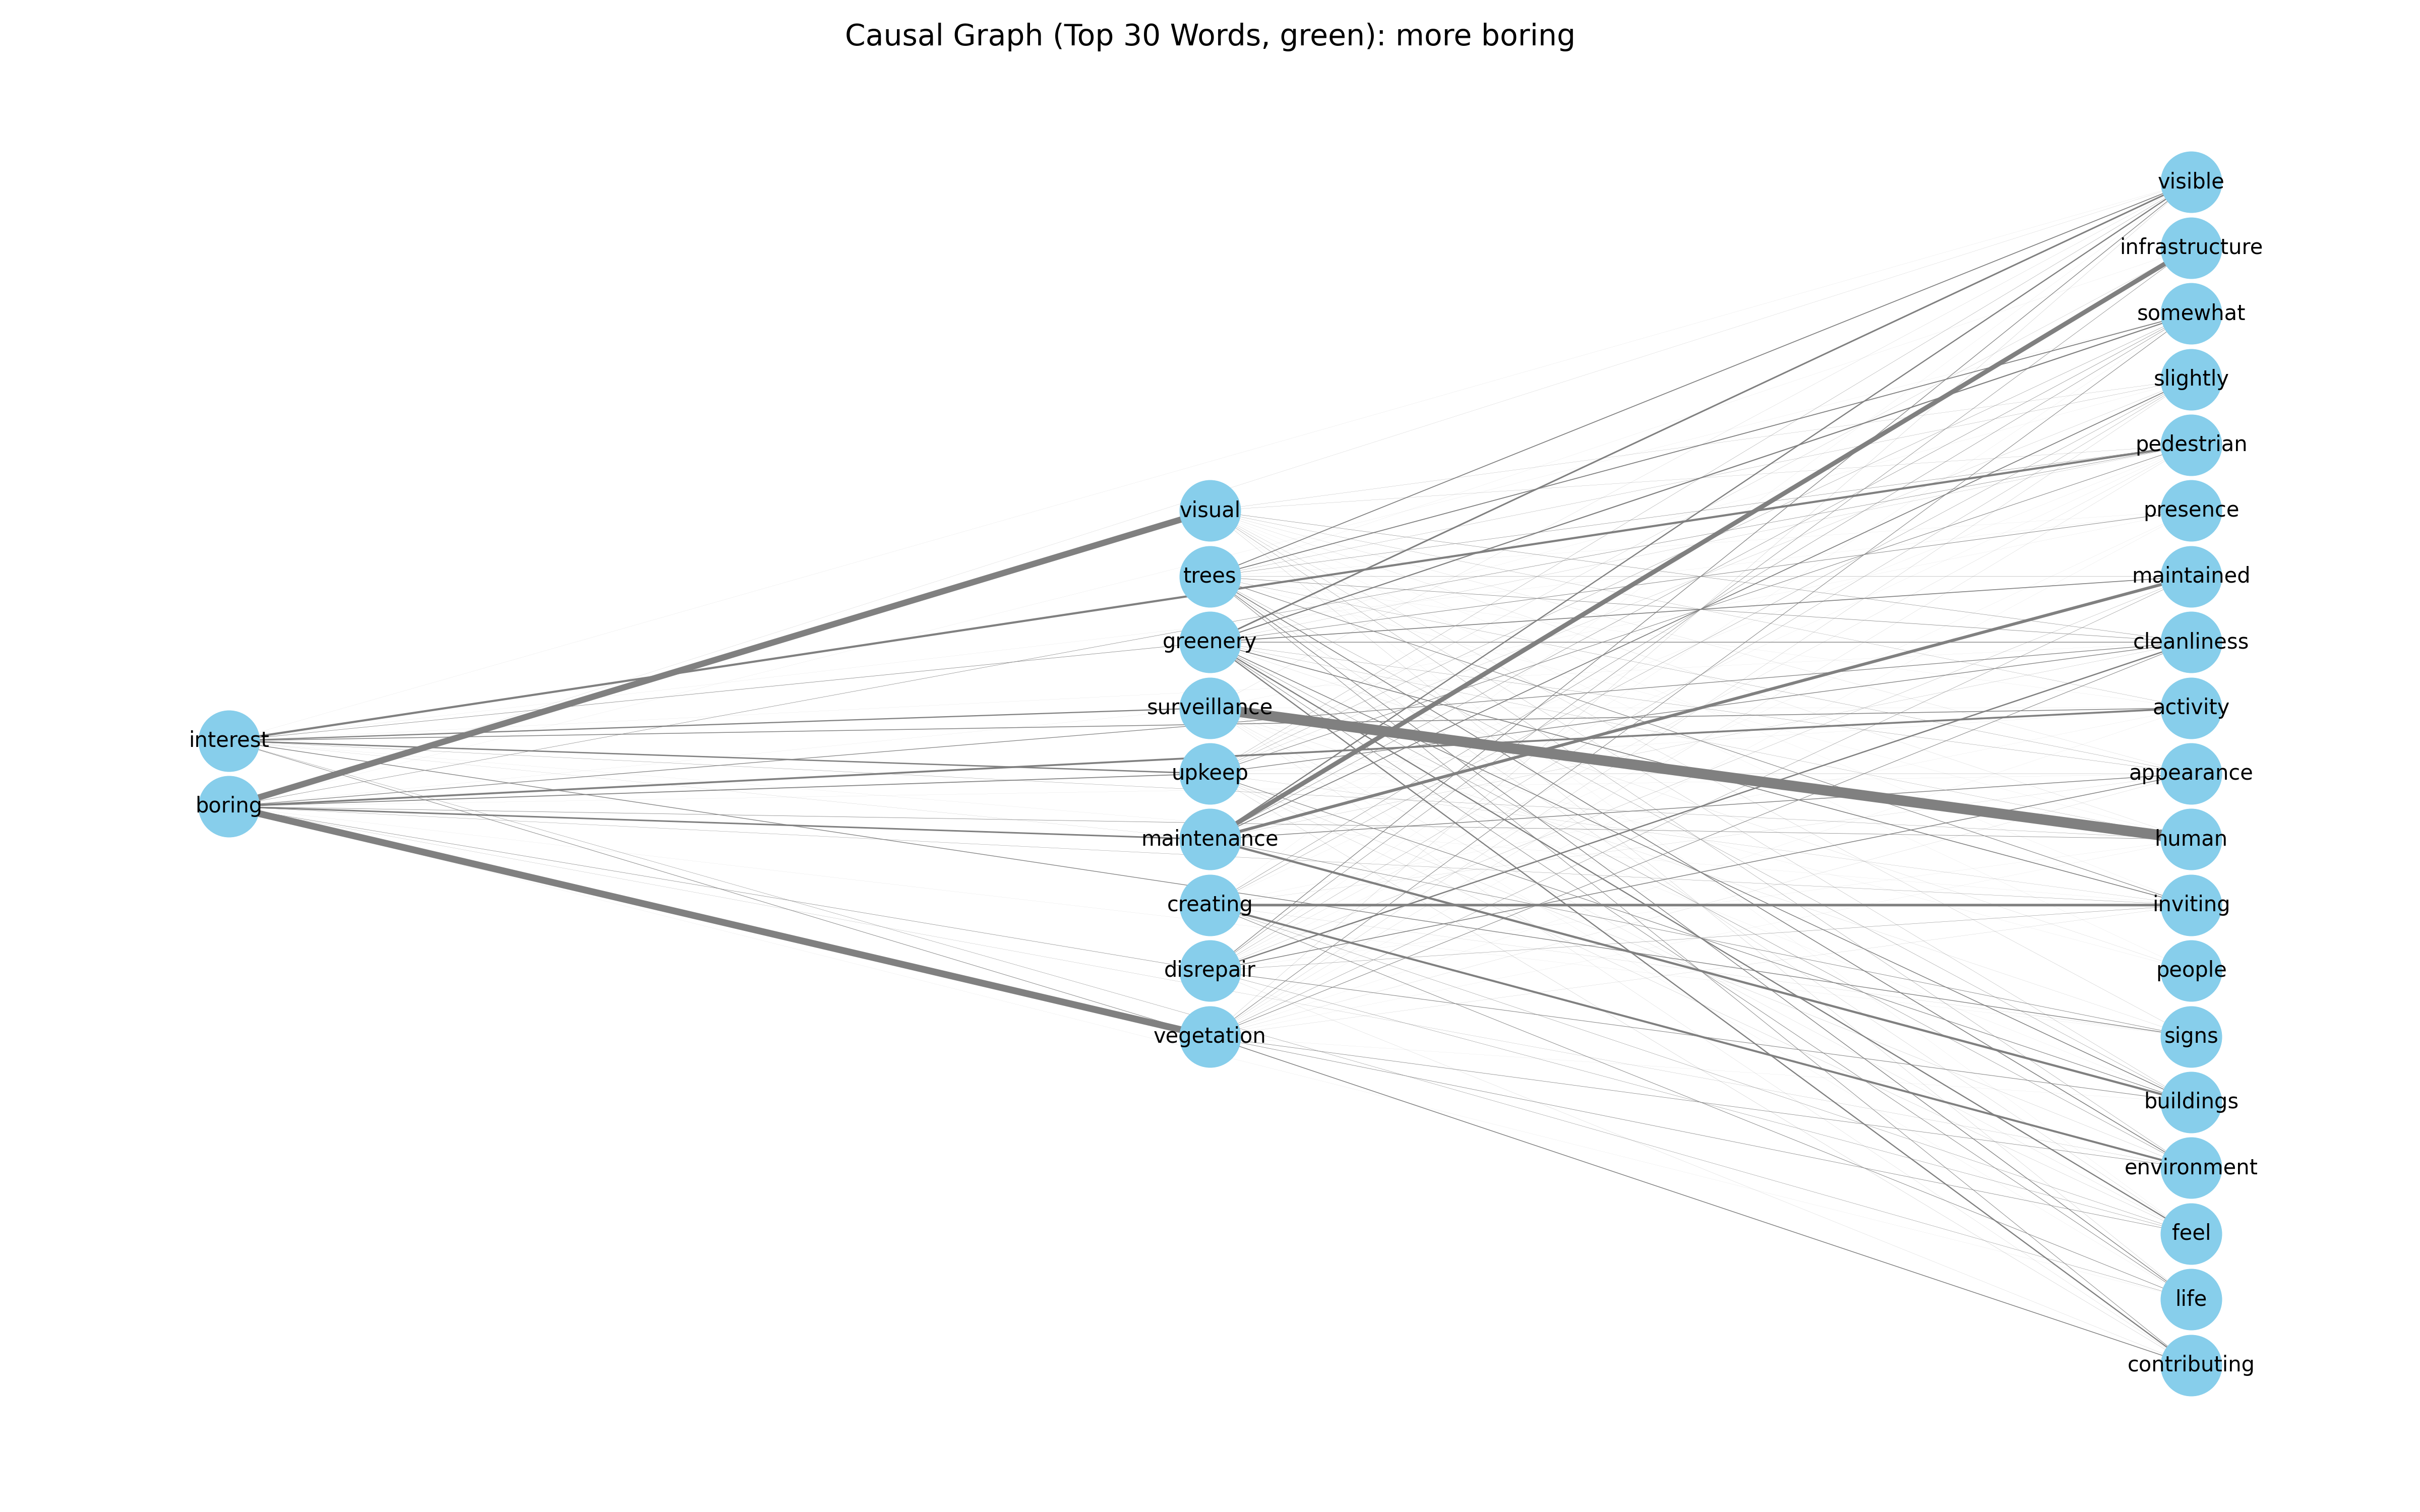 Causal Graph (Top 30 Words, green): more boring
interest
boring
visual
trees
greenery
surveillance
upkeep
maintenance
creating
disrepair
vegetation
visible
infrastructure
somewhat
slightly
pedestrian
presence
maintained
cleanliness
activity
appearance
human
inviting
people
signs
buildings
environment
feel
life
contributing